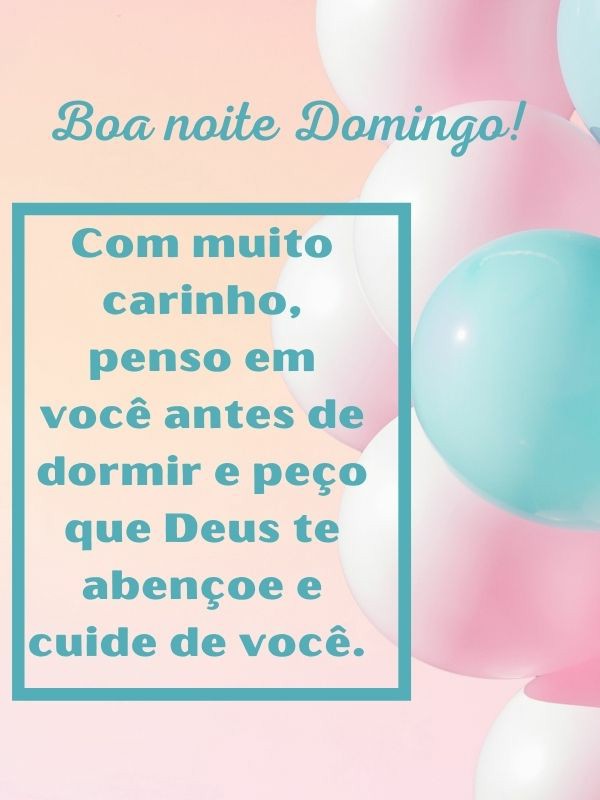 Boa noite Domingo!
Com muito
carinho,
penso em
você antes de
dormir e peço
que Deus te
abençoe e
cuide de você.